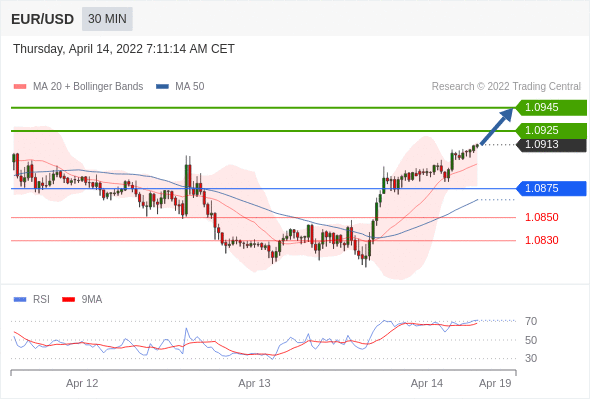 EUR/USD 30 MIN
Thursday, April 14, 2022 7:11:14 AM CET
MA 20 + Bollinger Bands MA 50 Research © 2022 Trading Central
1.0945
1.0925
1.0913
1.0875
1.0850
1.0830
RSI 9MA
70
50
30
Apr 12 Apr 13 Apr 14 Apr 19